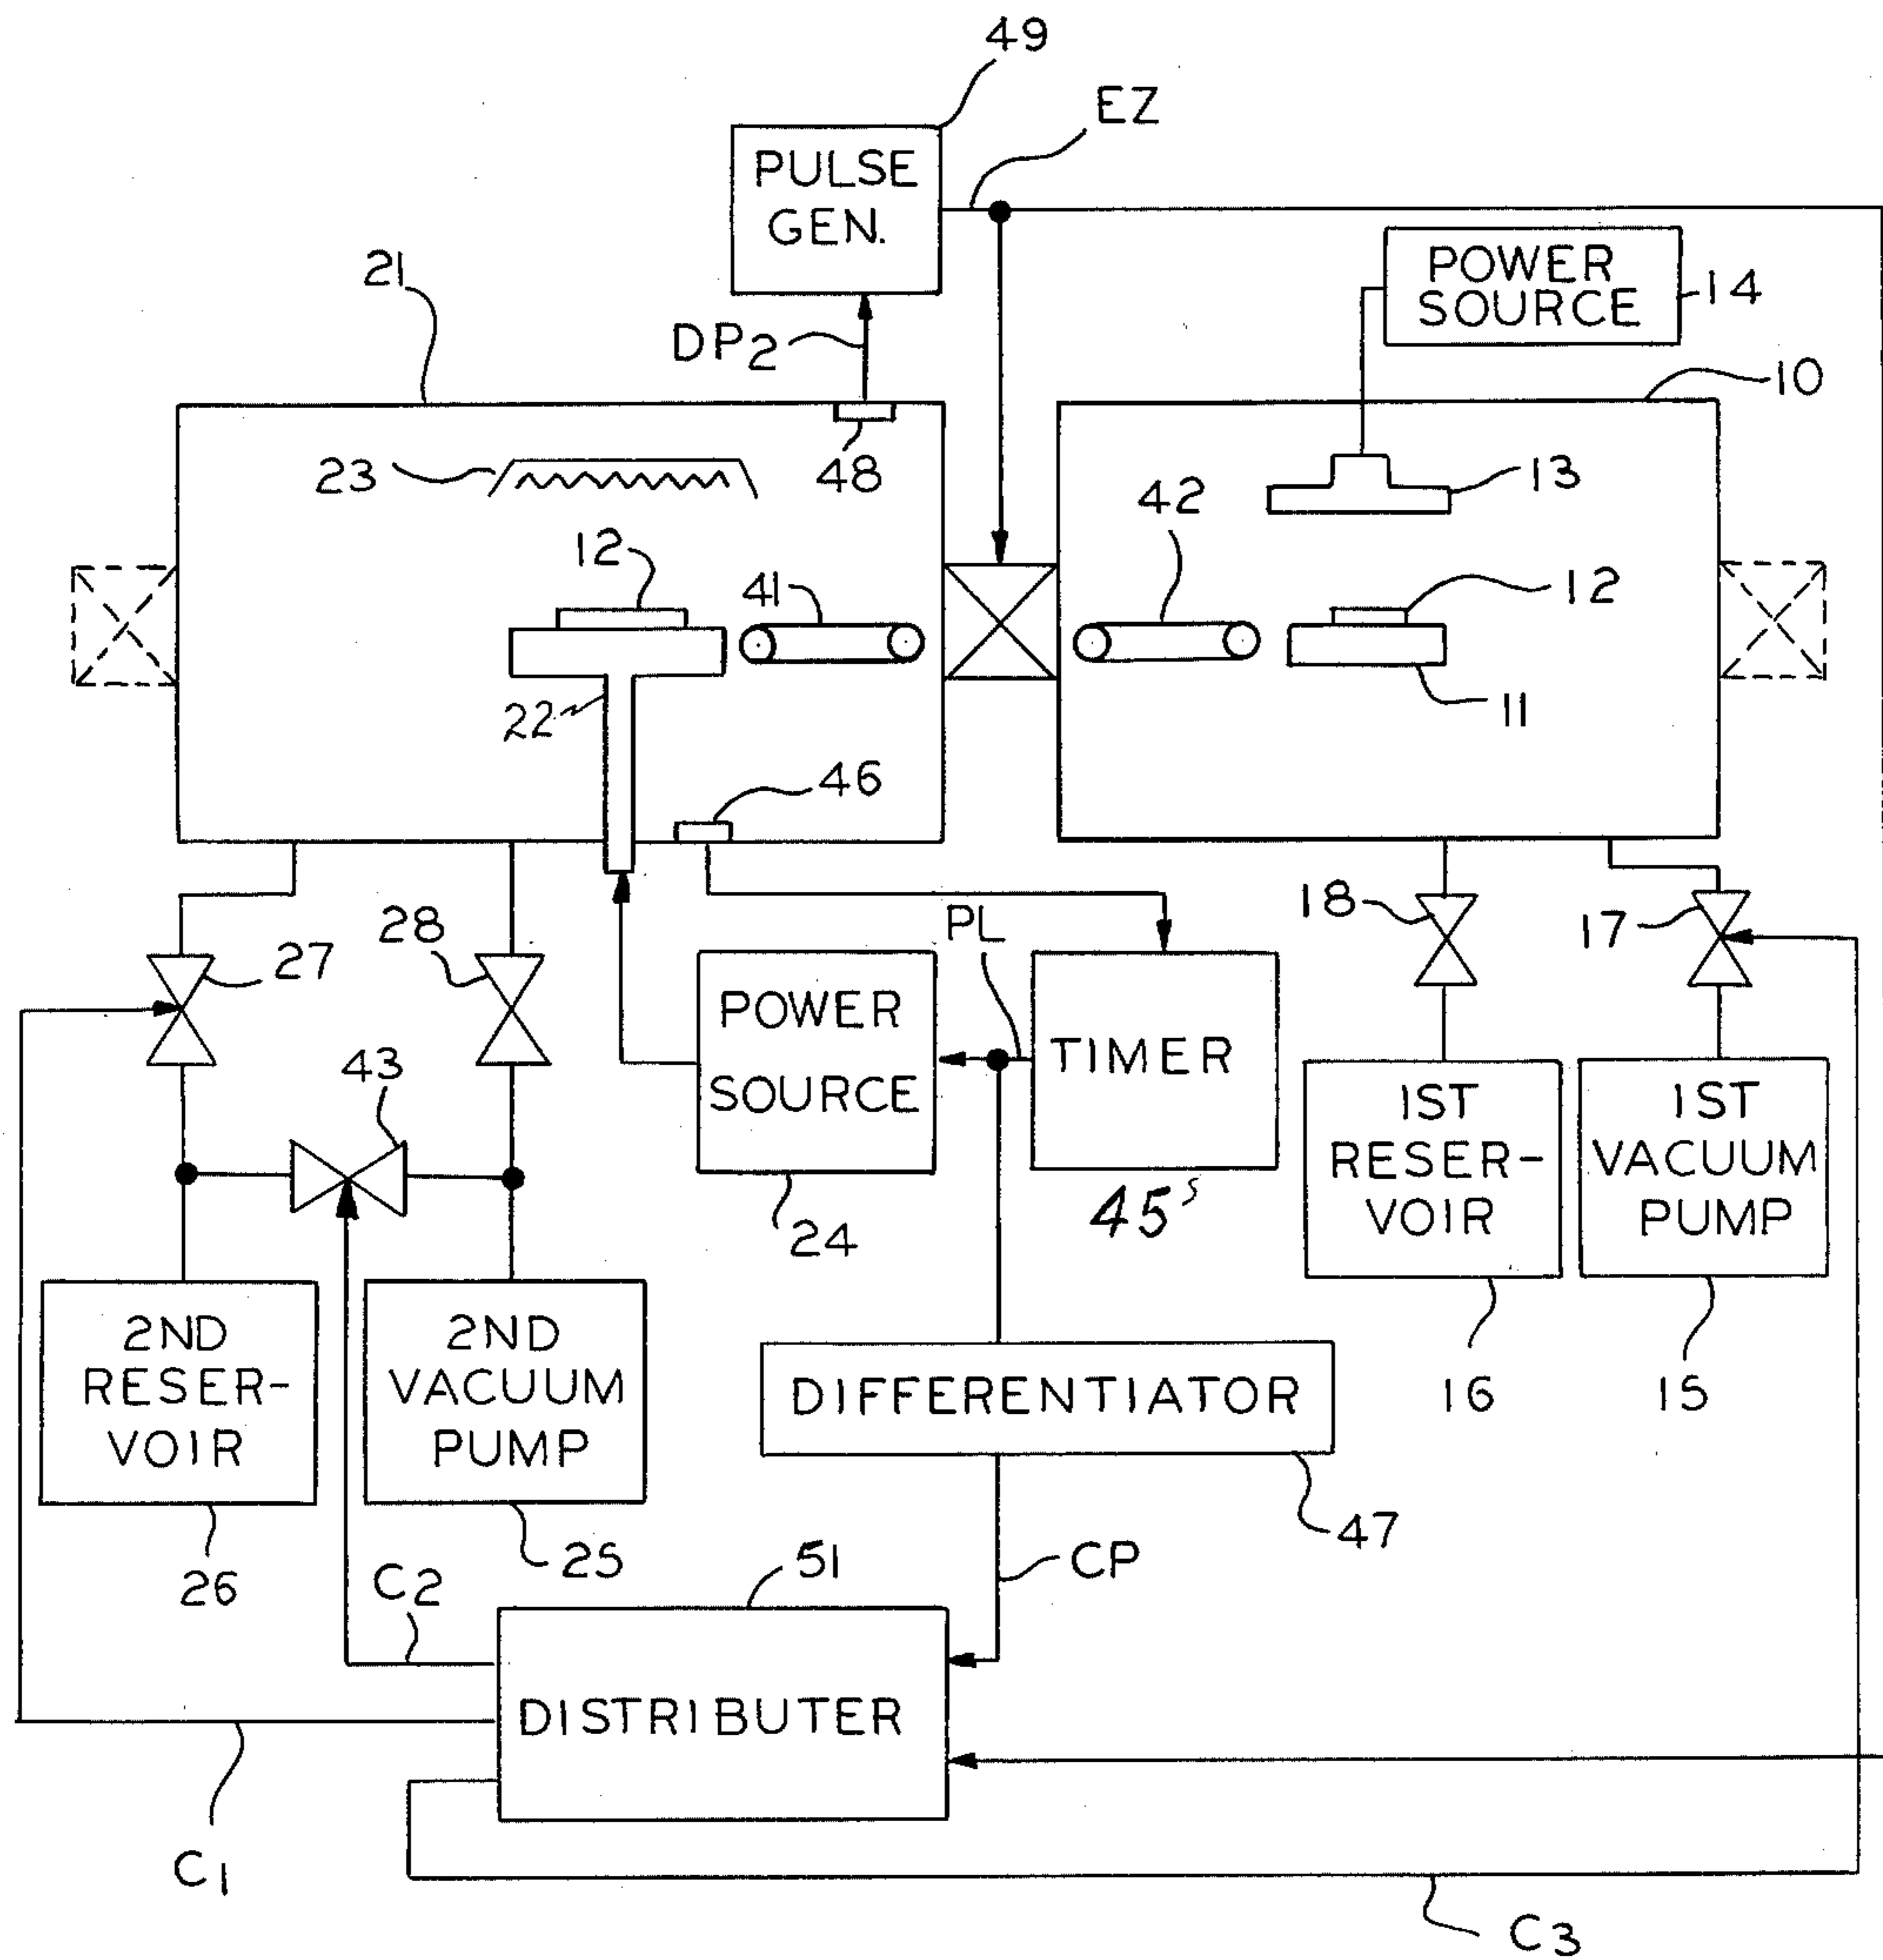 49
EZ
PULSE
GEN.
POWER
SOURCE
14
21
DP2
10
23
48
13
42
12
41
12
22
11
46
PL
18
17
27
28
43
POWER
SOURCE
TIMER
1ST
RESER-
VOIR
1ST
VACUUM
PUMP
24
45
2ND
RESER-
VOIR
2ND
VACUUM
PUMP
DIFFERENTIATOR
16
15
47
26
25
C2
51
CP
DISTRIBUTER
C1
C3